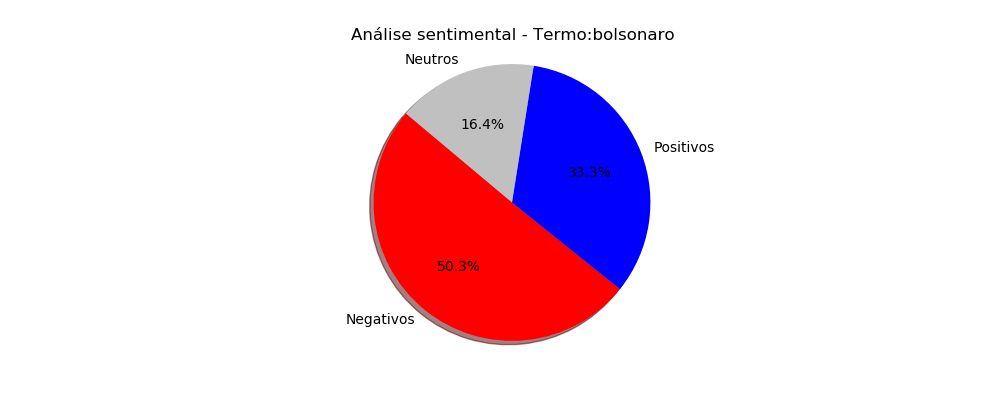 Análise sentimental - Termo:bolsonaro
Neutros
16.4%
Positivos
33.3%
50.3%
Negativos